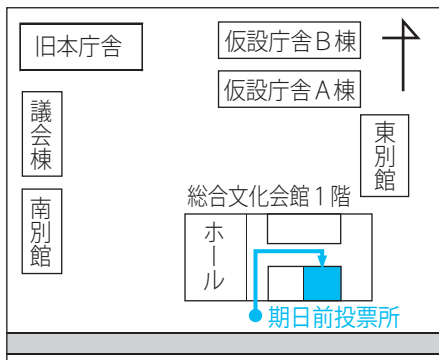 旧本庁舎
仮設庁舎B棟
仮設庁舎A棟
議会棟
東別館
南別館
総合文化会館1階
ホール
期日前投票所